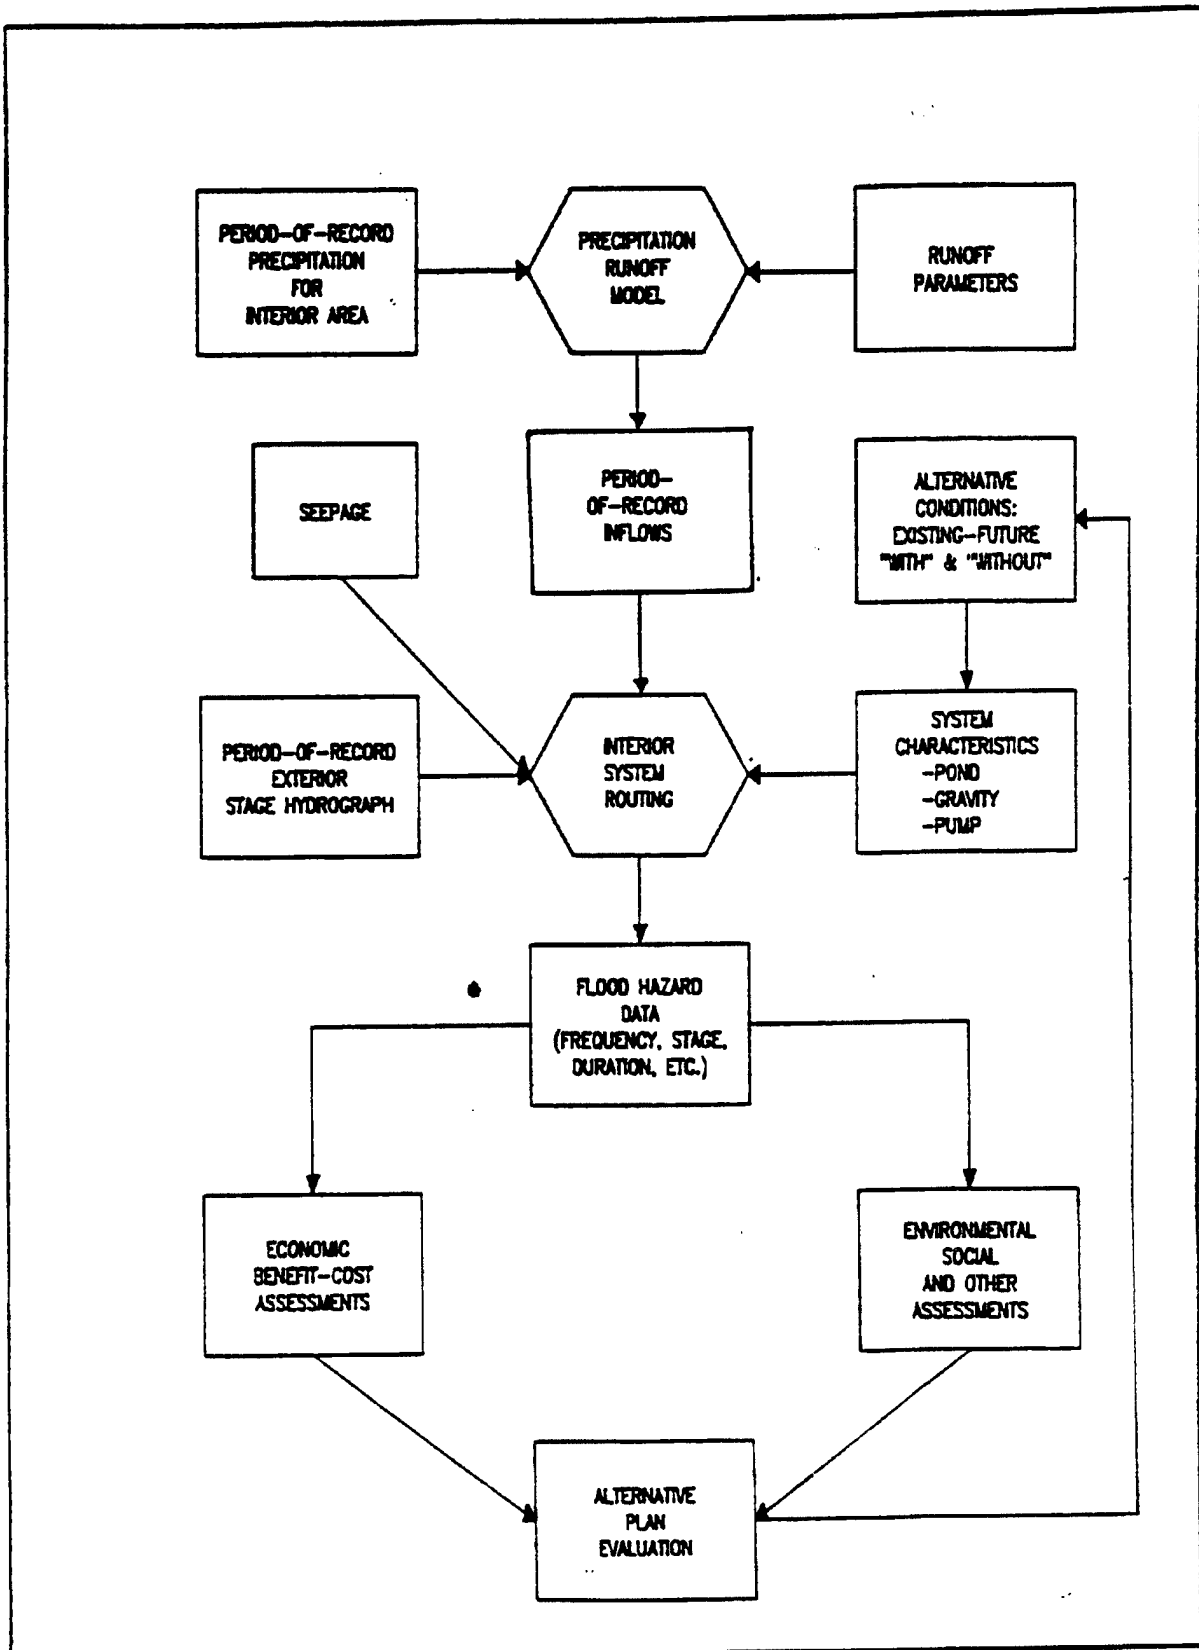 PERIOD-OF-RECORD
PRECIPITATION
FOR
INTERIOR AREA
PRECIPITATION
RUNOFF
MODEL
RUNOFF
PARAMETERS
SEEPAGE
PERIOD-
OF-RECORD
INFLOWS
ALTERNATIVE
CONDITIONS:
EXISTING-FUTURE
"WITH" & "WITHOUT"
PERIOD-OF-RECORD
EXTERIOR
STAGE HYDROGRAPH
INTERIOR
SYSTEM
ROUTING
SYSTEM
CHARACTERISTICS
-POND
-GRAVITY
-PUMP
FLOOD HAZARD
DATA
(FREQUENCY, STAGE,
DURATION, ETC.)
ECONOMIC
BENEFIT-COST
ASSESSMENTS
ENVIRONMENTAL
SOCIAL
AND OTHER
ASSESSMENTS
ALTERNATIVE
PLAN
EVALUATION